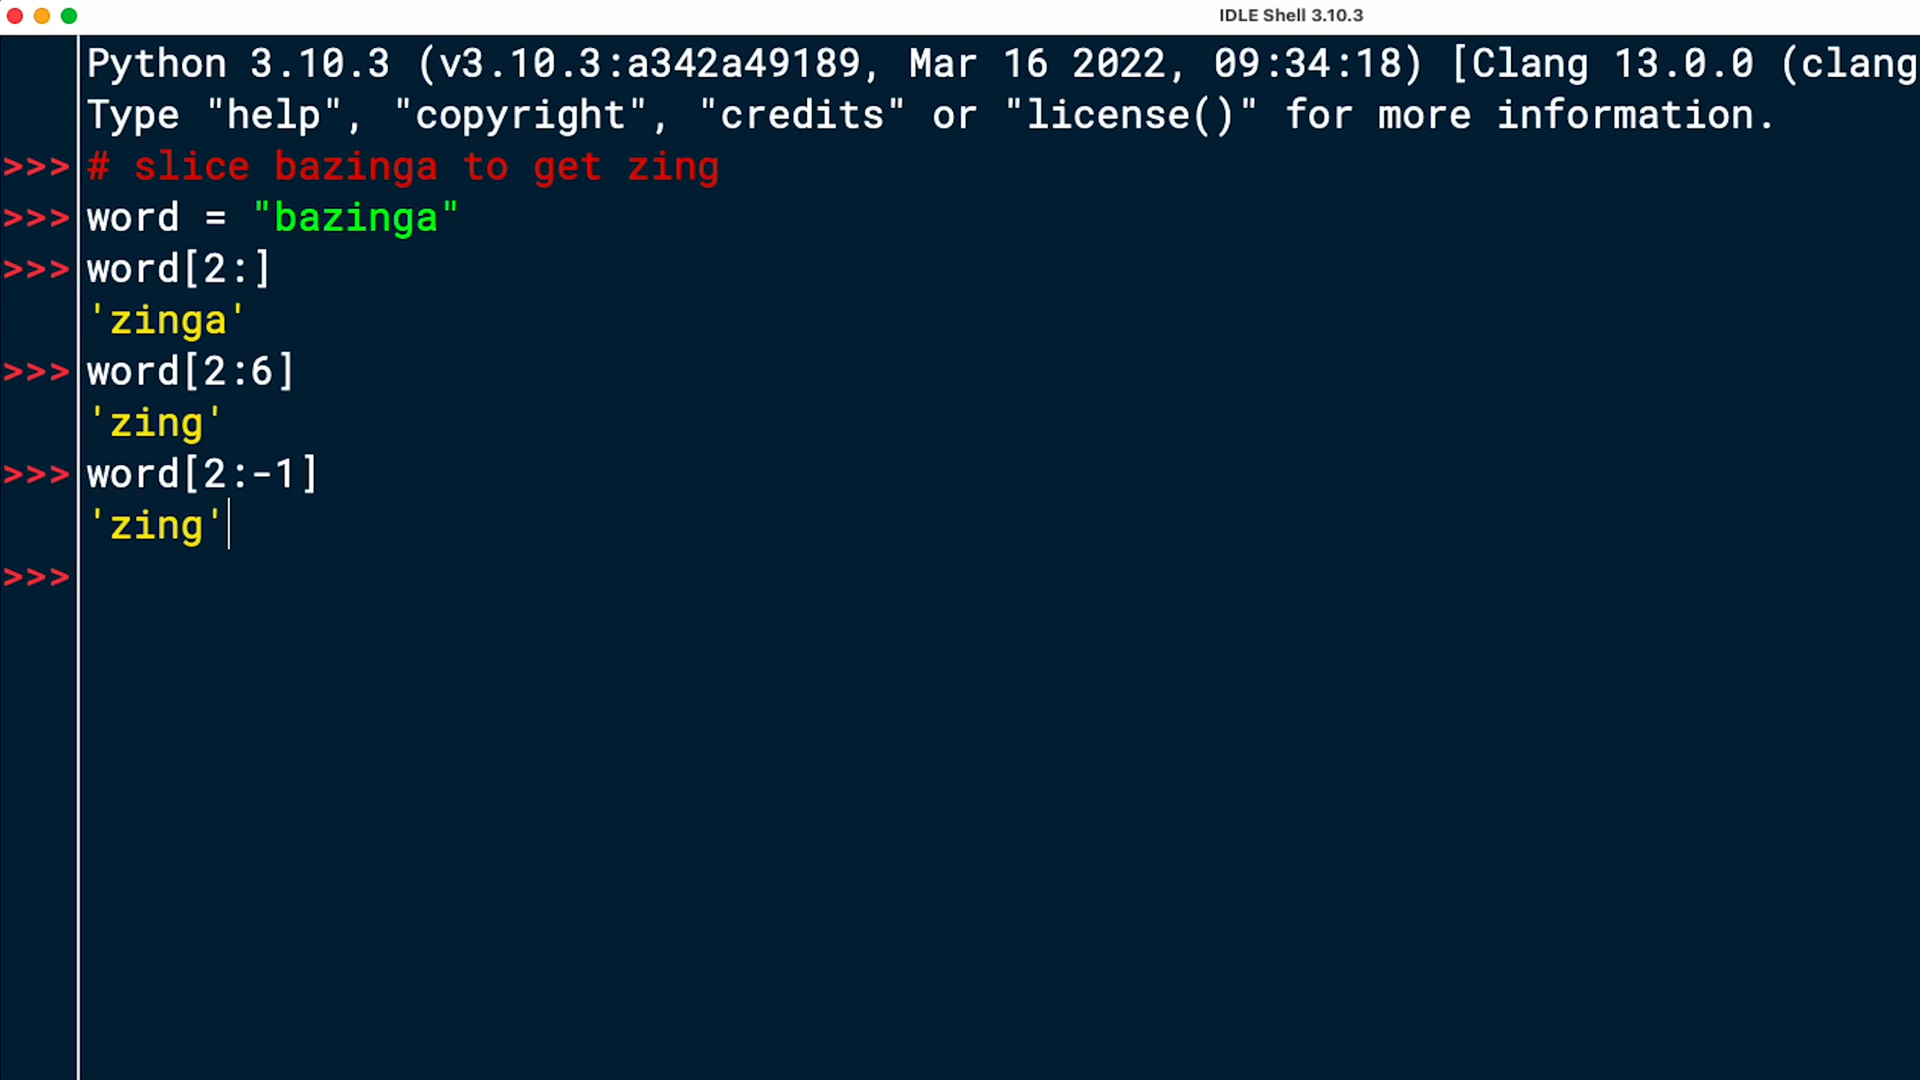 IDLE Shell 3.10.3
Python 3.10.3 (v3.10.3:a342a49189, Mar 16 2022, 09:34:18) [Clang 13.0.0 (clang
Type "help", "copyright", "credits" or "license()" for more information.
>>> # slice bazinga to get zing
>>> word = "bazinga"
>>> word[2:]
'zinga'
>>> word[2:6]
'zing'
>>> word[2:-1]
'zing'
>>>